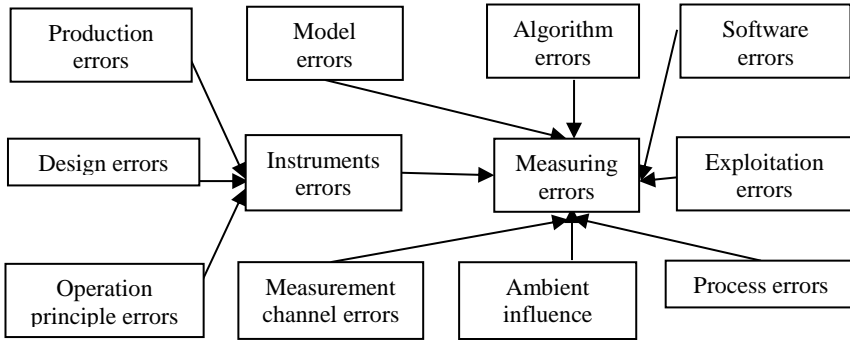 Production
errors
Model
errors
Algorithm
errors
Software
errors
Design errors
Instruments
errors
Measuring
errors
Exploitation
errors
Operation
principle errors
Measurement
channel errors
Ambient
influence
Process errors